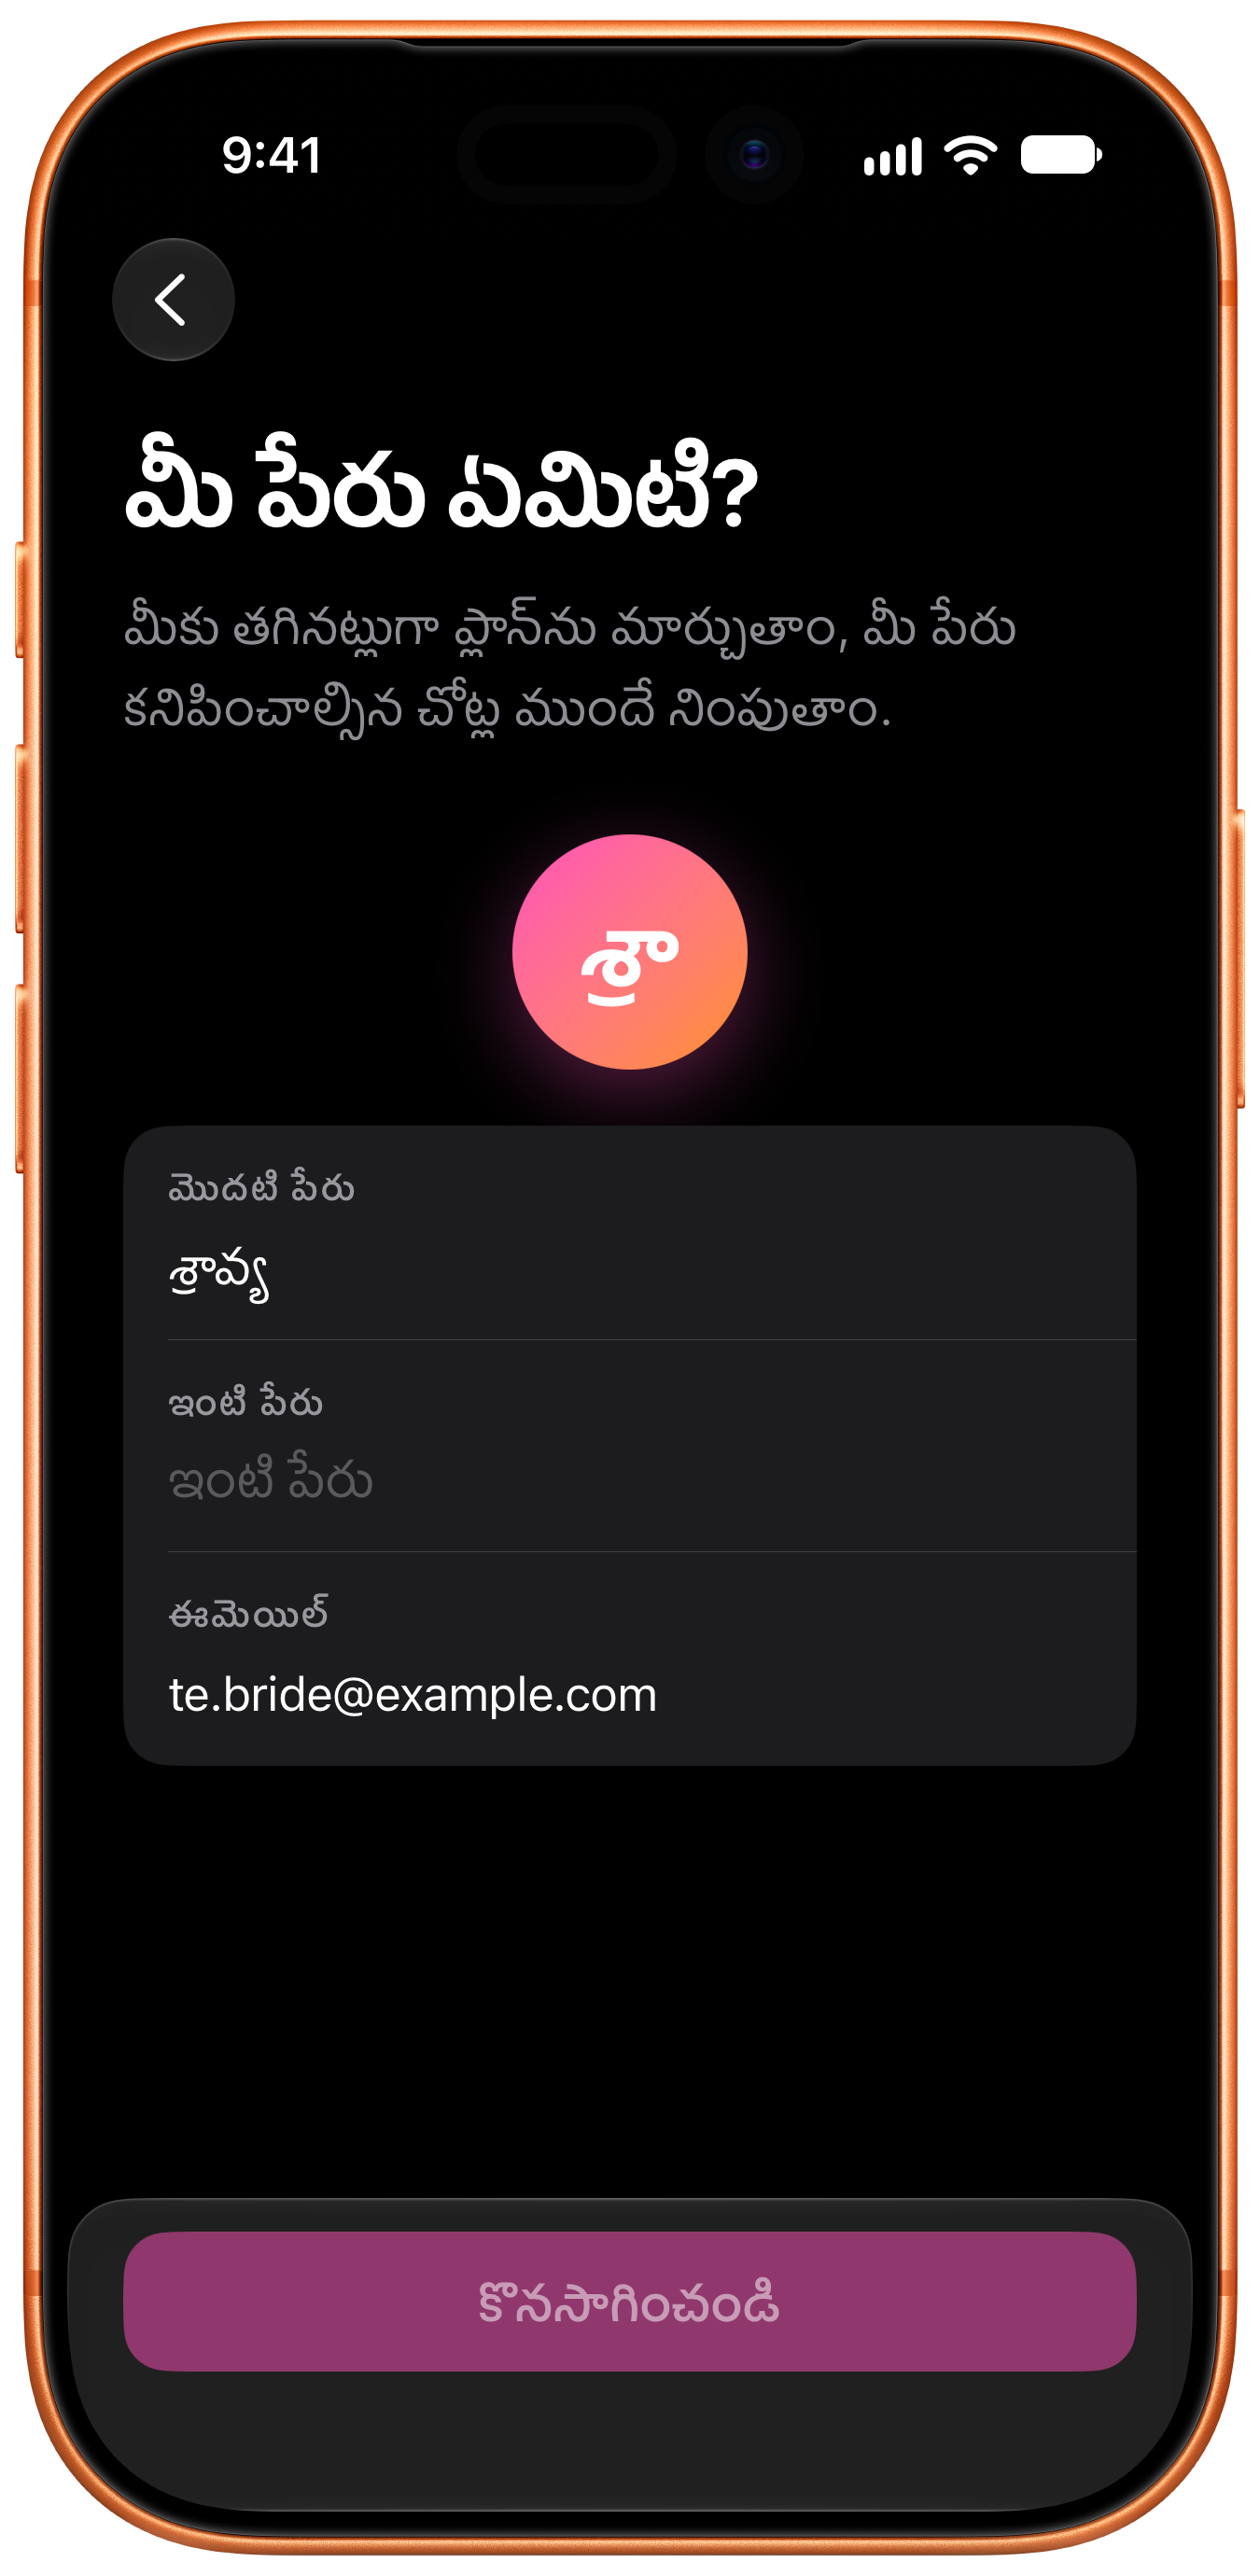 9:41
మీ పేరు ఏమిటి?
మీకు తగినట్లుగా ప్లాన్‌ను మార్చుతాం, మీ పేరు
కనిపించాల్సిన చోట్ల ముందే నింపుతాం.
శ్రా
మొదటి పేరు
శ్రావ్య
ఇంటి పేరు
ఇంటి పేరు
ఈమెయిల్
te.bride@example.com
కొనసాగించండి